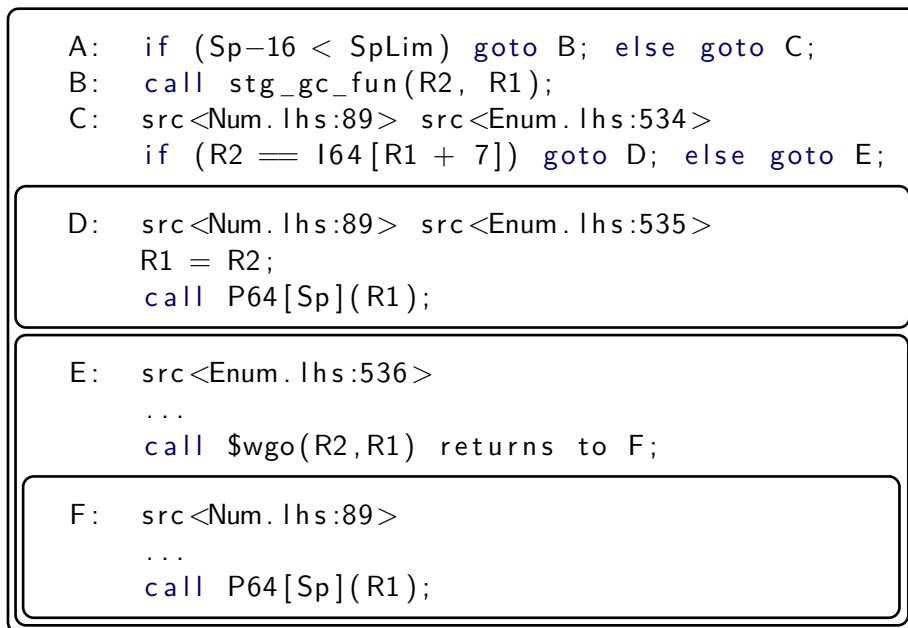 A: if (Sp−16 < SpLim) goto B; else goto C;
B: call stg_gc_fun(R2, R1);
C: src<Num.lhs:89> src<Enum.lhs:534>
if (R2 == I64[R1 + 7]) goto D; else goto E;
D: src<Num.lhs:89> src<Enum.lhs:535>
R1 = R2;
call P64[Sp](R1);
E: src<Enum.lhs:536>
...
call $wgo(R2,R1) returns to F;
F: src<Num.lhs:89>
...
call P64[Sp](R1);